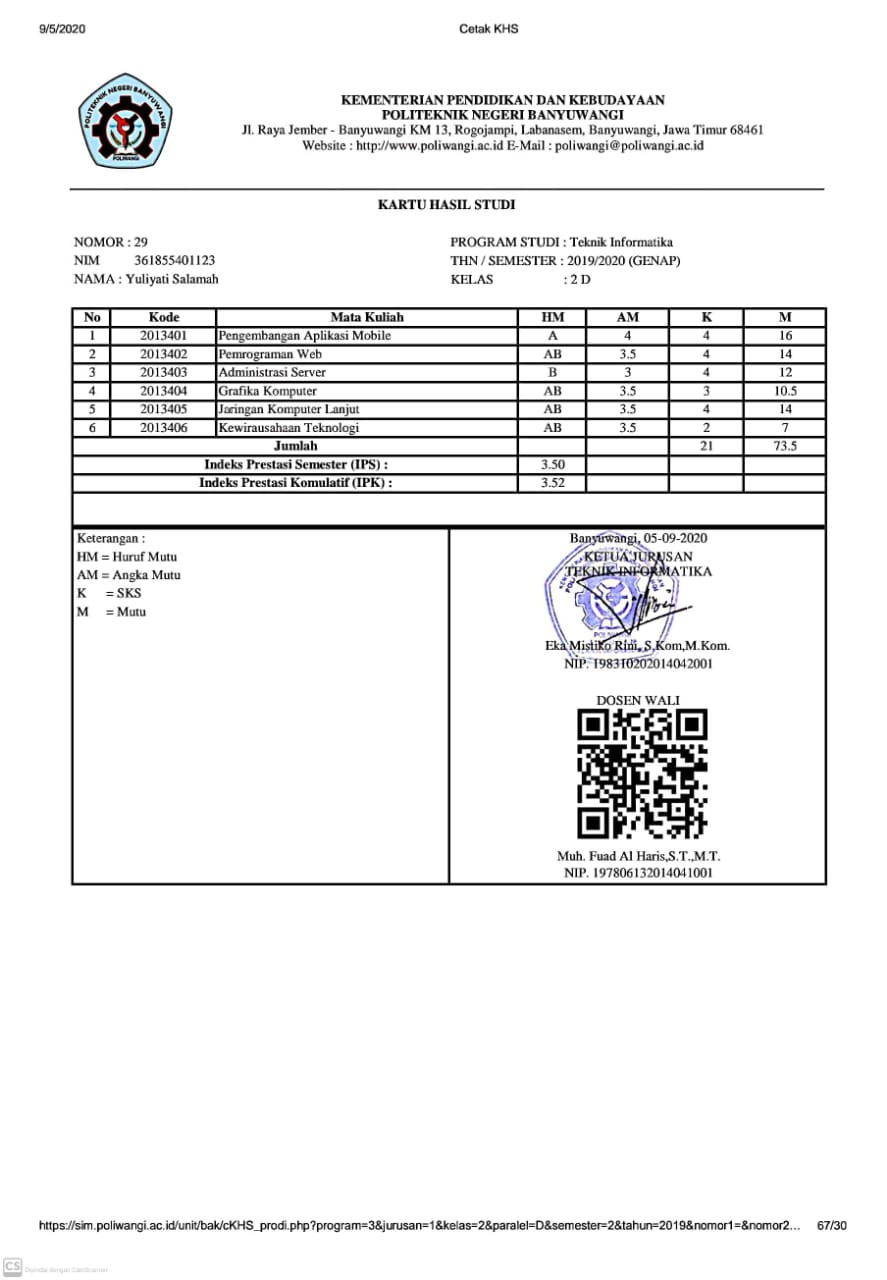 9/5/2020 Cetak KHS
POLITEKNIK NEGERI BANYUWANGI
POLIWANGI
KEMENTERIAN PENDIDIKAN DAN KEBUDAYAAN
POLITEKNIK NEGERI BANYUWANGI
Jl. Raya Jember - Banyuwangi KM 13, Rogojampi, Labanasem, Banyuwangi, Jawa Timur 68461
Website : http://www.poliwangi.ac.id E-Mail : poliwangi@poliwangi.ac.id
KARTU HASIL STUDI
NOMOR : 29 PROGRAM STUDI : Teknik Informatika
NIM 361855401123 THN / SEMESTER : 2019/2020 (GENAP)
NAMA : Yuliyati Salamah KELAS : 2 D
No Kode Mata Kuliah HM AM K M
1 2013401 Pengembangan Aplikasi Mobile A 4 4 16
2 2013402 Pemrograman Web AB 3.5 4 14
3 2013403 Administrasi Server B 3 4 12
4 2013404 Grafika Komputer AB 3.5 3 10.5
5 2013405 Jaringan Komputer Lanjut AB 3.5 4 14
6 2013406 Kewirausahaan Teknologi AB 3.5 2 7
Jumlah 21 73.5
Indeks Prestasi Semester (IPS) : 3.50
Indeks Prestasi Komulatif (IPK) : 3.52
Keterangan :
HM = Huruf Mutu
AM = Angka Mutu
K = SKS
M = Mutu
Banyuwangi, 05-09-2020
KETUA JURUSAN
TEKNIK INFORMATIKA
Eka Mistiko Rini, S.Kom,M.Kom.
NIP. 198310202014042001
DOSEN WALI
Muh. Fuad Al Haris,S.T.,M.T.
NIP. 197806132014041001
https://sim.poliwangi.ac.id/unit/bak/cKHS_prodi.php?program=3&jurusan=1&kelas=2&paralel=D&semester=2&tahun=2019&nomor1=&nomor2... 67/30
CS Dipindai dengan CamScanner